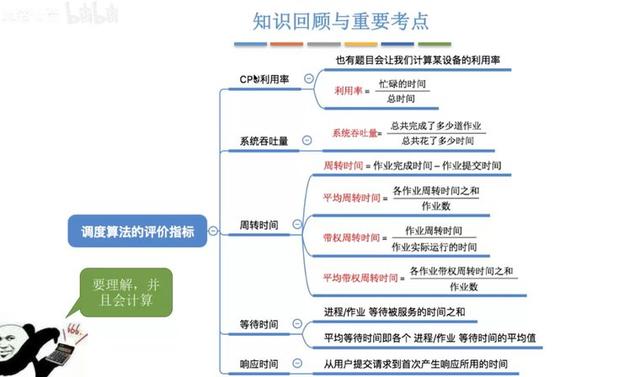 bilibili
知识回顾与重要考点
CPU利用率
也有题目会让我们计算某设备的利用率
利用率 = 忙碌的时间
总时间
系统吞吐量
系统吞吐量= 总共完成了多少道作业
总共花了多少时间
调度算法的评价指标
周转时间
周转时间 = 作业完成时间 – 作业提交时间
平均周转时间 = 各作业周转时间之和
作业数
带权周转时间 = 作业周转时间
作业实际运行的时间
平均带权周转时间 = 各作业带权周转时间之和
作业数
要理解，并
且会计算
666
等待时间
进程/作业 等待被服务的时间之和
平均等待时间即各个 进程/作业 等待时间的平均值
响应时间
从用户提交请求到首次产生响应所用的时间